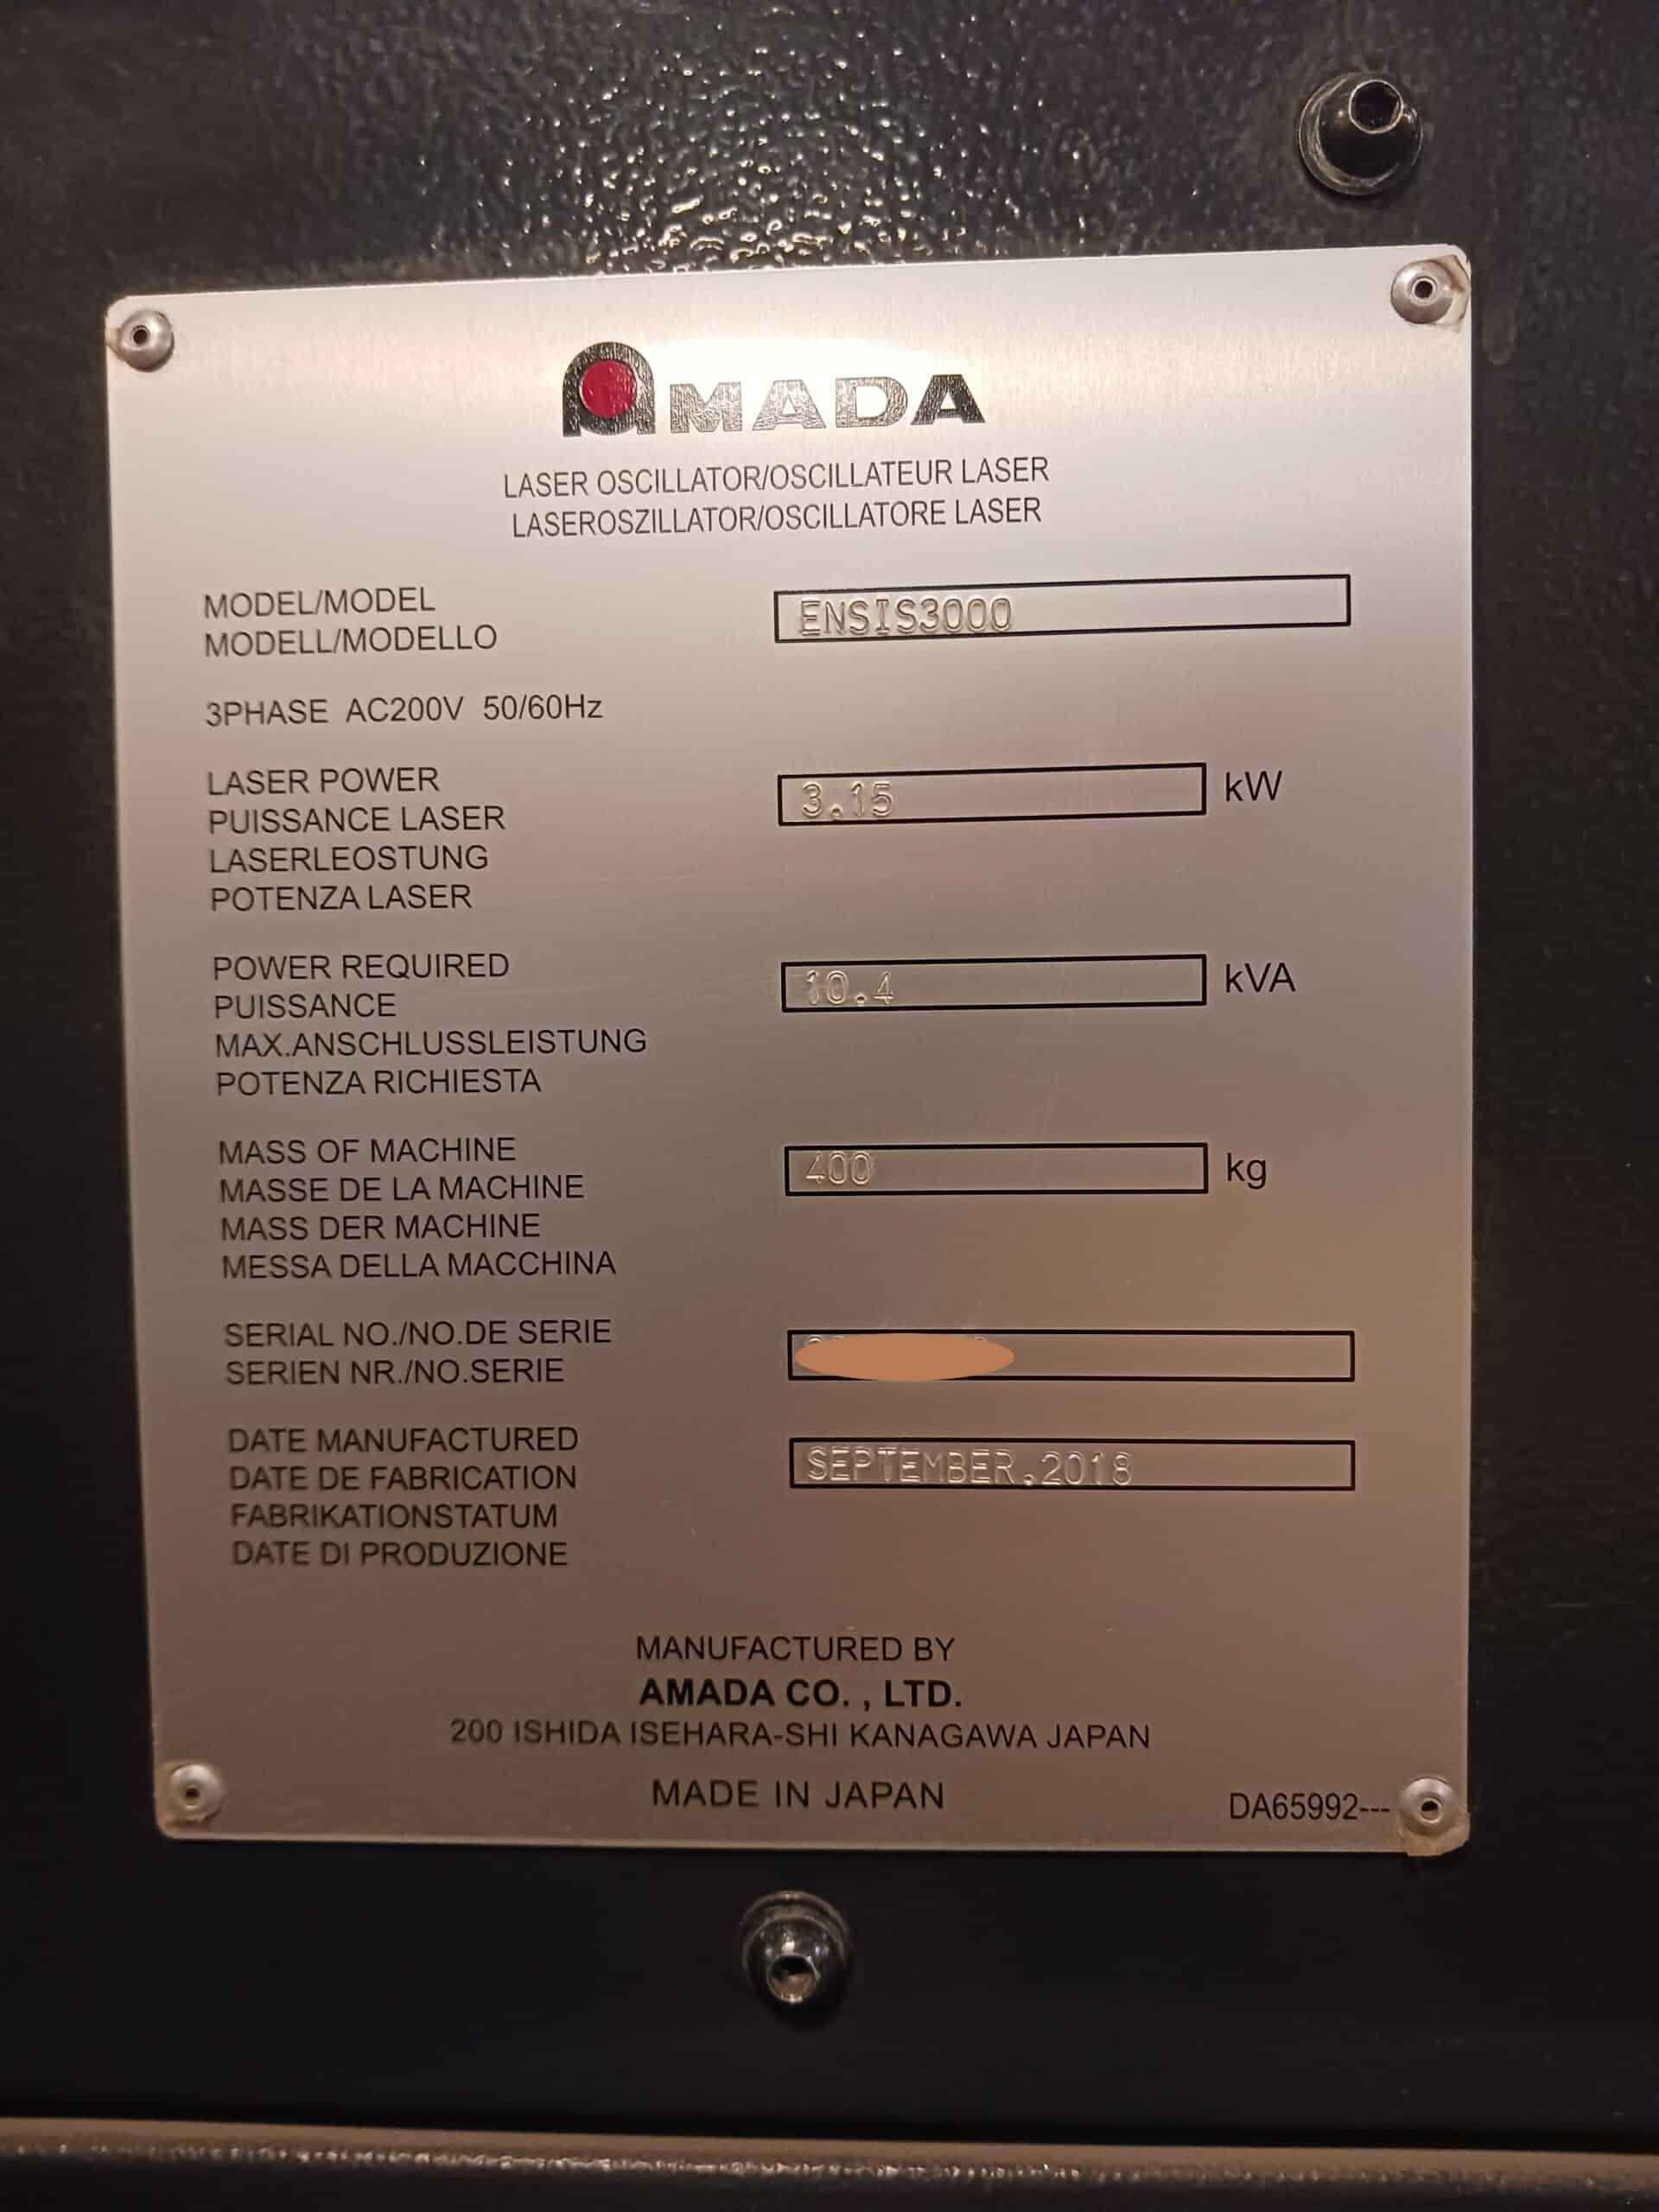 AMADA
LASER OSCILLATOR/OSCILLATEUR LASER
LASEROSZILLATOR/OSCILLATORE LASER
MODEL/MODEL
MODELL/MODELLO
ENSIS3000
3PHASE AC200V 50/60Hz
LASER POWER
PUISSANCE LASER
LASERLEOSTUNG
POTENZA LASER
3.15 kW
POWER REQUIRED
PUISSANCE
MAX.ANSCHLUSSLEISTUNG
POTENZA RICHIESTA
10.4 kVA
MASS OF MACHINE
MASSE DE LA MACHINE
MASS DER MACHINE
MESSA DELLA MACCHINA
400 kg
SERIAL NO./NO.DE SERIE
SERIEN NR./NO.SERIE
DATE MANUFACTURED
DATE DE FABRICATION
FABRIKATIONSTATUM
DATE DI PRODUZIONE
SEPTEMBER.2018
MANUFACTURED BY
AMADA CO. , LTD.
200 ISHIDA ISEHARA-SHI KANAGAWA JAPAN
MADE IN JAPAN
DA65992---